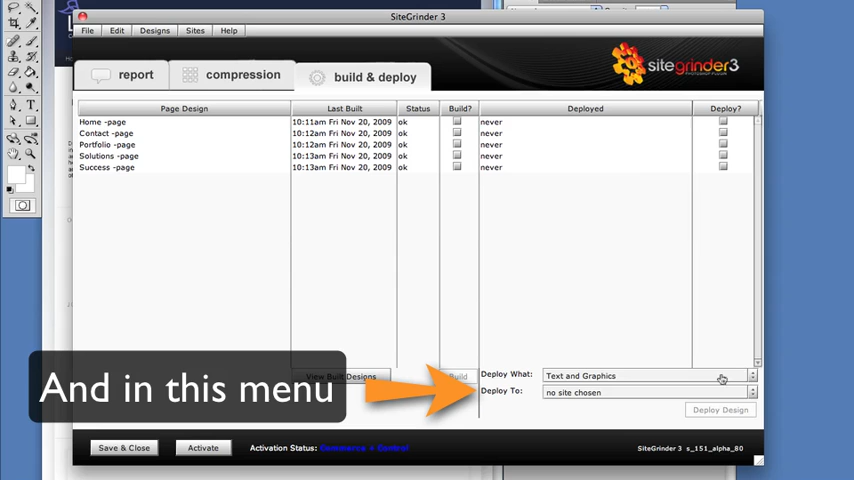 SiteGrinder 3
File Edit Designs Sites Help
report compression build & deploy
sitegrinder3
PHOTOSHOP PLUGIN
Page Design Last Built Status Build? Deployed Deploy?
Home -page 10:11am Fri Nov 20, 2009 ok never
Contact -page 10:12am Fri Nov 20, 2009 ok never
Portfolio -page 10:12am Fri Nov 20, 2009 ok never
Solutions -page 10:13am Fri Nov 20, 2009 ok never
Success -page 10:13am Fri Nov 20, 2009 ok never
View Built Designs Build
Deploy What: Text and Graphics
And in this menu
Deploy To: no site chosen
Deploy Design
Save & Close Activate Activation Status: Commerce + Control SiteGrinder 3 s_151_alpha_80